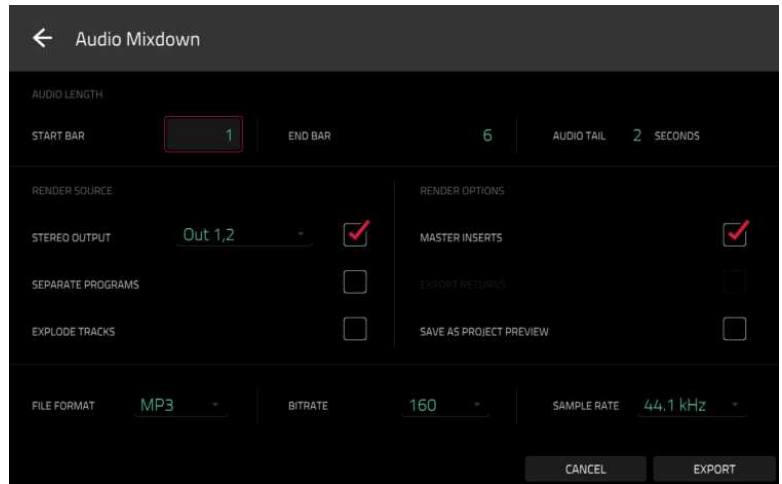 Audio Mixdown
AUDIO LENGTH
START BAR 1 END BAR 6 AUDIO TAIL 2 SECONDS
RENDER SOURCE RENDER OPTIONS
STEREO OUTPUT Out 1,2 MASTER INSERTS
SEPARATE PROGRAMS EXPORT RETURNS
EXPLODE TRACKS SAVE AS PROJECT PREVIEW
FILE FORMAT MP3 BITRATE 160 SAMPLE RATE 44.1 kHz
CANCEL EXPORT